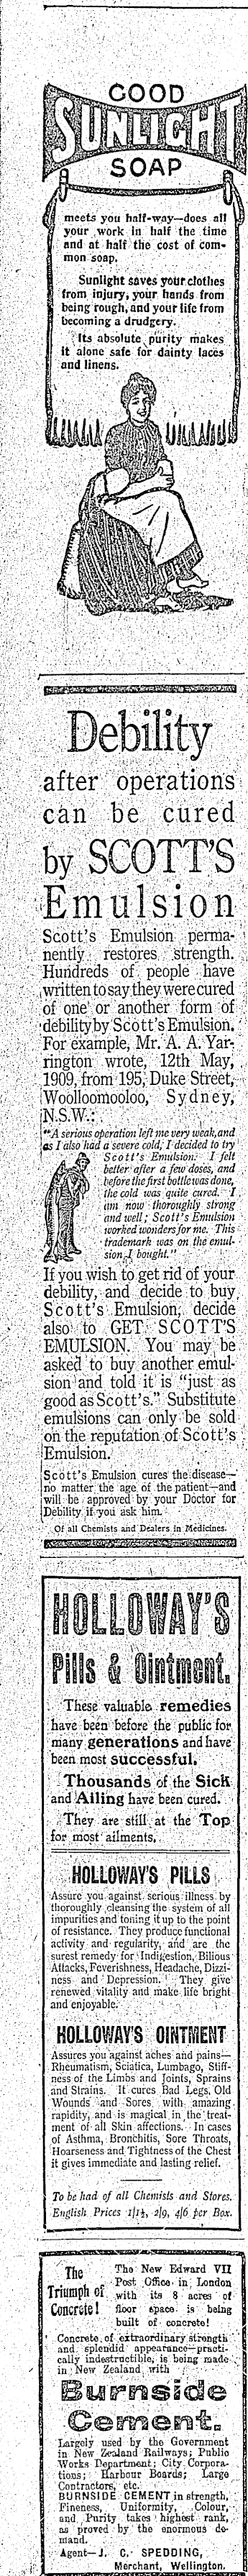 GOOD
SUNLIGHT
SOAP
meets you half-way—does all
your work in half the time
and at half the cost of com-
mon soap.
Sunlight saves your clothes
from injury, your hands from
being rough, and your life from
becoming a drudgery.
Its absolute purity makes
it alone safe for dainty laces
and linens.
Debility
after operations
can be cured
by SCOTT'S
Emulsion
Scott's Emulsion perma-
nently restores strength.
Hundreds of people have
written to say they were cured
of one or another form of
debility by Scott's Emulsion.
For example, Mr. A. A. Yar-
rington wrote, 12th May,
1909, from 195, Duke Street,
Woolloomooloo, Sydney,
N.S.W.:
"A serious operation left me very weak, and
as I also had a severe cold, I decided to try
Scott's Emulsion. I felt
better after a few doses, and
before the first bottle was done,
the cold was quite cured. I
am now thoroughly strong
and well; Scott's Emulsion
worked wonders for me. This
trademark was on the emul-
sion I bought."
If you wish to get rid of your
debility, and decide to buy
Scott's Emulsion, decide
also to GET SCOTT'S
EMULSION. You may be
asked to buy another emul-
sion and told it is "just as
good as Scott's." Substitute
emulsions can only be sold
on the reputation of Scott's
Emulsion.
Scott's Emulsion cures the disease—
no matter the age of the patient—and
will be approved by your Doctor for
Debility if you ask him.
Of all Chemists and Dealers in Medicines.
HOLLOWAY'S
Pills & Ointment.
These valuable remedies
have been before the public for
many generations and have
been most successful.
Thousands of the Sick
and Ailing have been cured.
They are still at the Top
for most ailments.
HOLLOWAY'S PILLS
Assure you against serious illness by
thoroughly cleansing the system of all
impurities and toning it up to the point
of resistance. They produce functional
activity and regularity, and are the
surest remedy for Indigestion, Bilious
Attacks, Feverishness, Headache, Dizzi-
ness and Depression. They give
renewed vitality and make life bright
and enjoyable.
HOLLOWAY'S OINTMENT
Assures you against aches and pains—
Rheumatism, Sciatica, Lumbago, Stiff-
ness of the Limbs and Joints, Sprains
and Strains. It cures Bad Legs, Old
Wounds and Sores with amazing
rapidity, and is magical in the treat-
ment of all Skin affections. In cases
of Asthma, Bronchitis, Sore Throats,
Hoarseness and Tightness of the Chest
it gives immediate and lasting relief.
To be had of all Chemists and Stores.
English Prices 1/1½, 2/9, 4/6 per Box.
The
Triumph of
Concrete!
The New Edward VII
Post Office in London
with its 8 acres of
floor space is being
built of concrete!
Concrete of extraordinary strength
and splendid appearance—practi-
cally indestructible, is being made
in New Zealand with
Burnside
Cement.
Largely used by the Government
in New Zealand Railways; Public
Works Department; City Corpora-
tions; Harbour Boards; Large
Contractors, etc.
BURNSIDE CEMENT in strength,
Fineness, Uniformity, Colour,
and Purity takes highest rank,
as proved by the enormous de-
mand.
Agent—J. C. SPEDDING,
Merchant, Wellington.